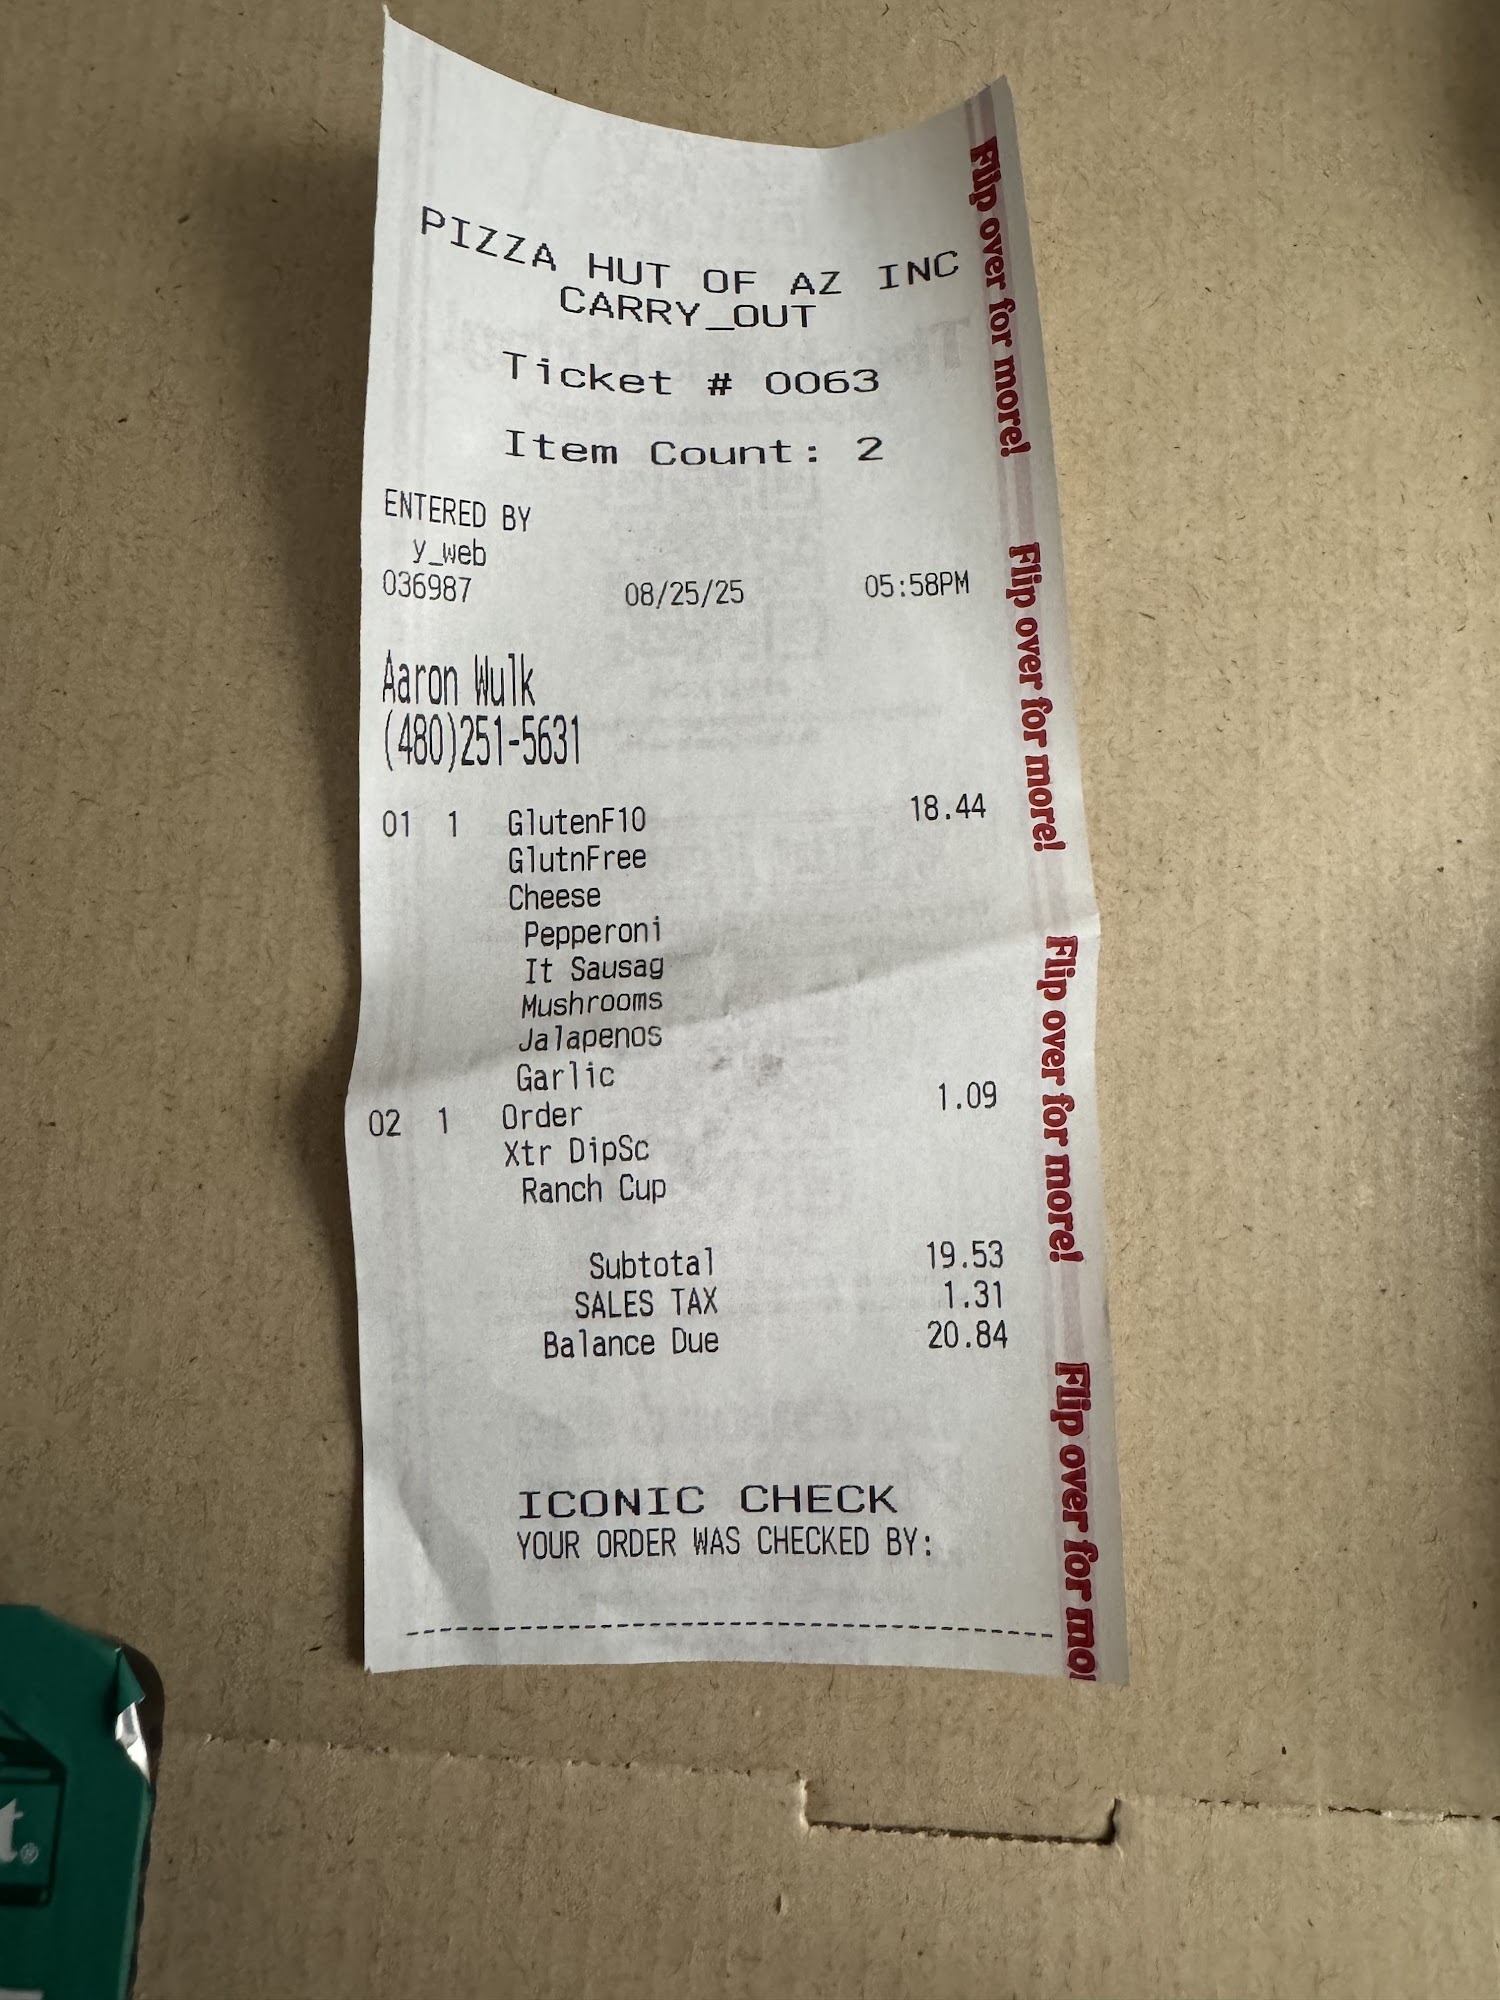 PIZZA HUT OF AZ INC
CARRY_OUT
Ticket # 0063
Item Count: 2
ENTERED BY
y_web
036987 08/25/25 05:58PM
Aaron Wulk
(480)251-5631
01 1 GlutenF10 18.44
GlutnFree
Cheese
Pepperoni
It Sausag
Mushrooms
Jalapenos
Garlic
02 1 Order 1.09
Xtr DipSc
Ranch Cup
Subtotal 19.53
SALES TAX 1.31
Balance Due 20.84
ICONIC CHECK
YOUR ORDER WAS CHECKED BY:
Flip over for more!
Flip over for more!
Flip over for more!
Flip over for mo
t®